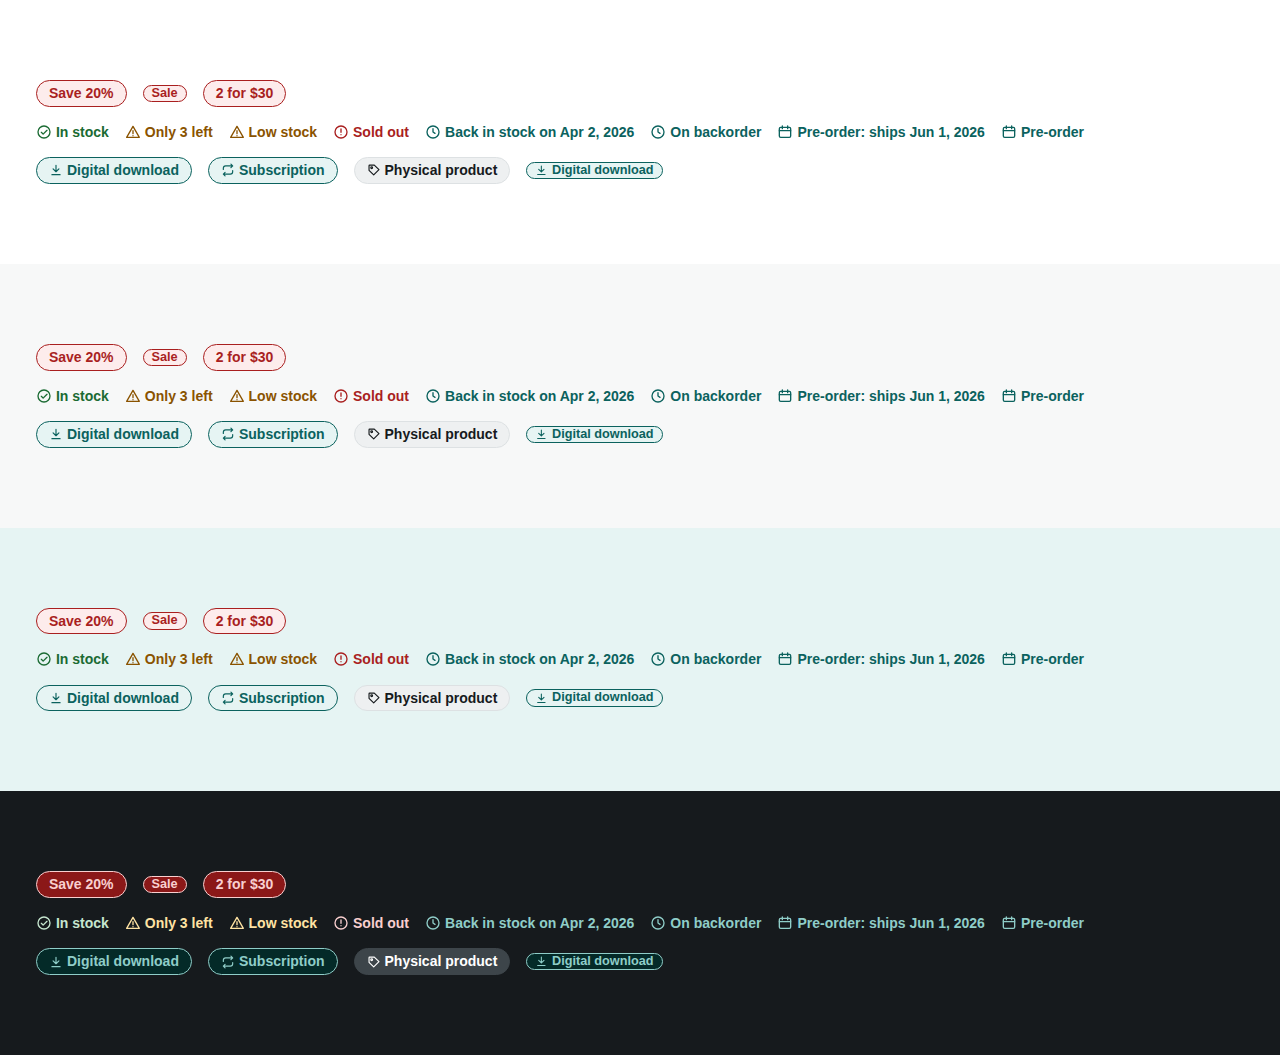 Save 20% Sale 2 for $30
In stock Only 3 left Low stock Sold out Back in stock on Apr 2, 2026 On backorder Pre-order: ships Jun 1, 2026 Pre-order
Digital download Subscription Physical product Digital download
Save 20% Sale 2 for $30
In stock Only 3 left Low stock Sold out Back in stock on Apr 2, 2026 On backorder Pre-order: ships Jun 1, 2026 Pre-order
Digital download Subscription Physical product Digital download
Save 20% Sale 2 for $30
In stock Only 3 left Low stock Sold out Back in stock on Apr 2, 2026 On backorder Pre-order: ships Jun 1, 2026 Pre-order
Digital download Subscription Physical product Digital download
Save 20% Sale 2 for $30
In stock Only 3 left Low stock Sold out Back in stock on Apr 2, 2026 On backorder Pre-order: ships Jun 1, 2026 Pre-order
Digital download Subscription Physical product Digital download